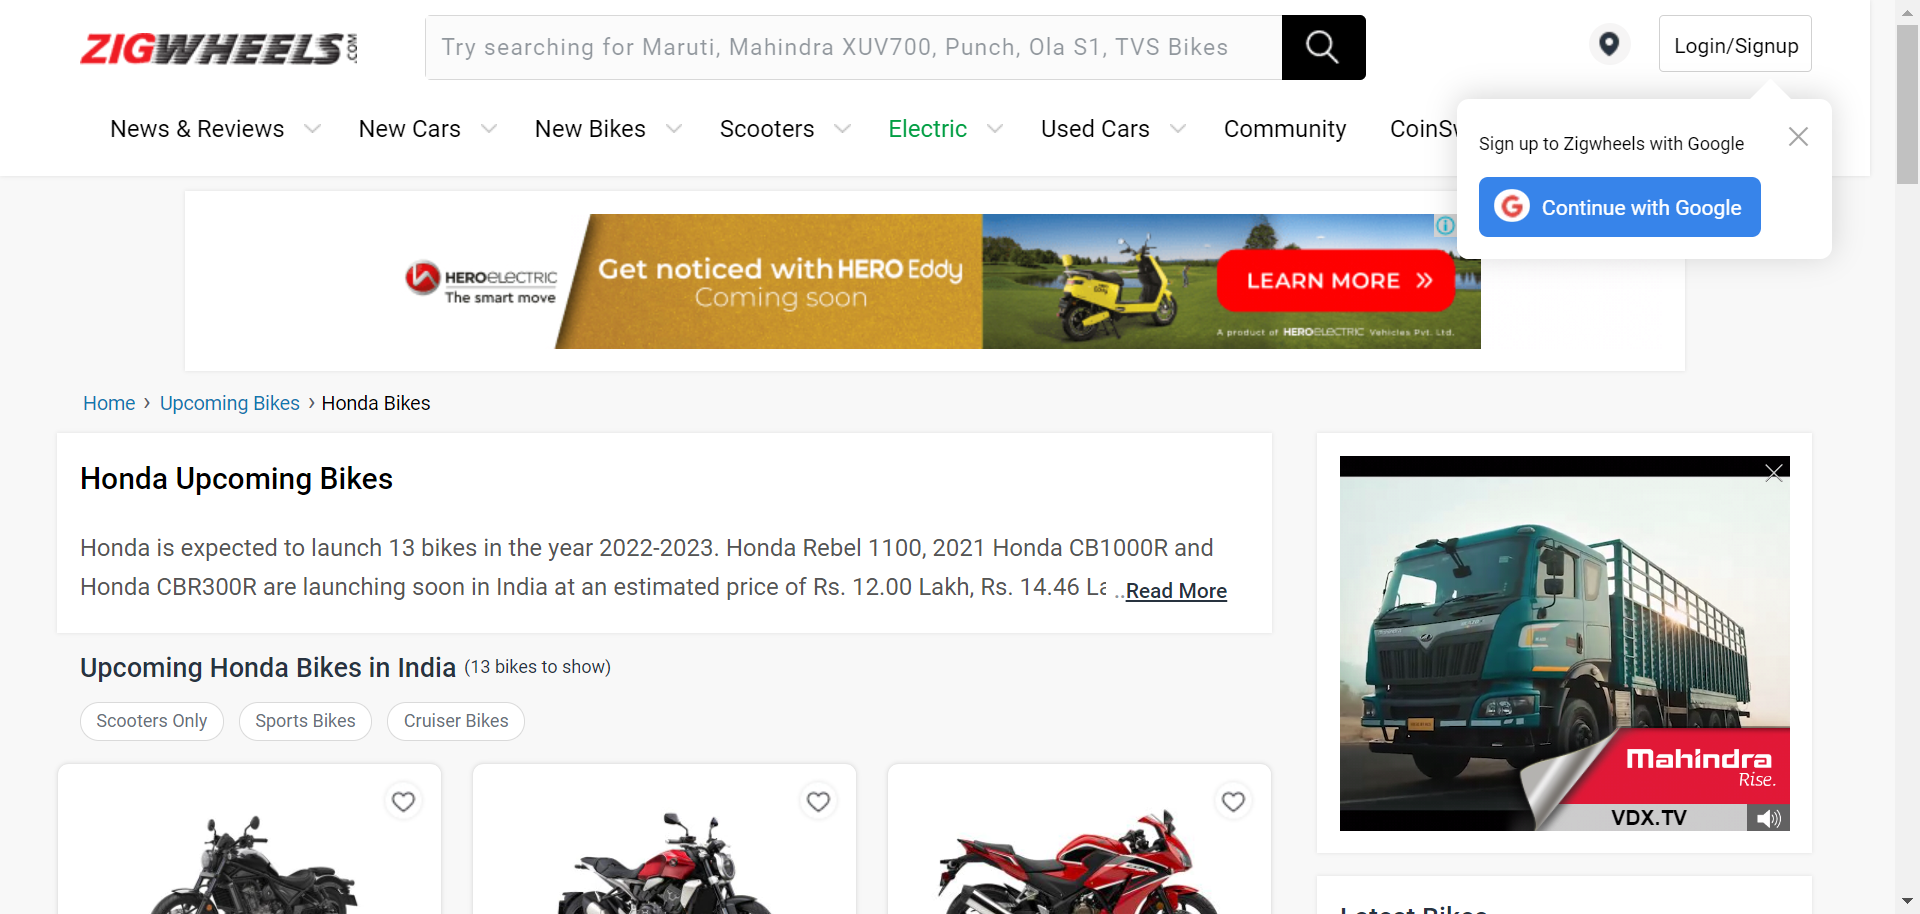 ZIGWHEELS.COM
Try searching for Maruti, Mahindra XUV700, Punch, Ola S1, TVS Bikes
Login/Signup
News & Reviews
New Cars
New Bikes
Scooters
Electric
Used Cars
Community
CoinSw
Sign up to Zigwheels with Google
G Continue with Google
HEROELECTRIC
The smart move
Get noticed with HERO Eddy
Coming soon
LEARN MORE »
A product of HEROELECTRIC Vehicles Pvt. Ltd.
Home › Upcoming Bikes › Honda Bikes
Honda Upcoming Bikes
Honda is expected to launch 13 bikes in the year 2022-2023. Honda Rebel 1100, 2021 Honda CB1000R and
Honda CBR300R are launching soon in India at an estimated price of Rs. 12.00 Lakh, Rs. 14.46 La ..Read More
Upcoming Honda Bikes in India (13 bikes to show)
Scooters Only
Sports Bikes
Cruiser Bikes
Mahindra
Rise.
VDX.TV
Latest Bikes